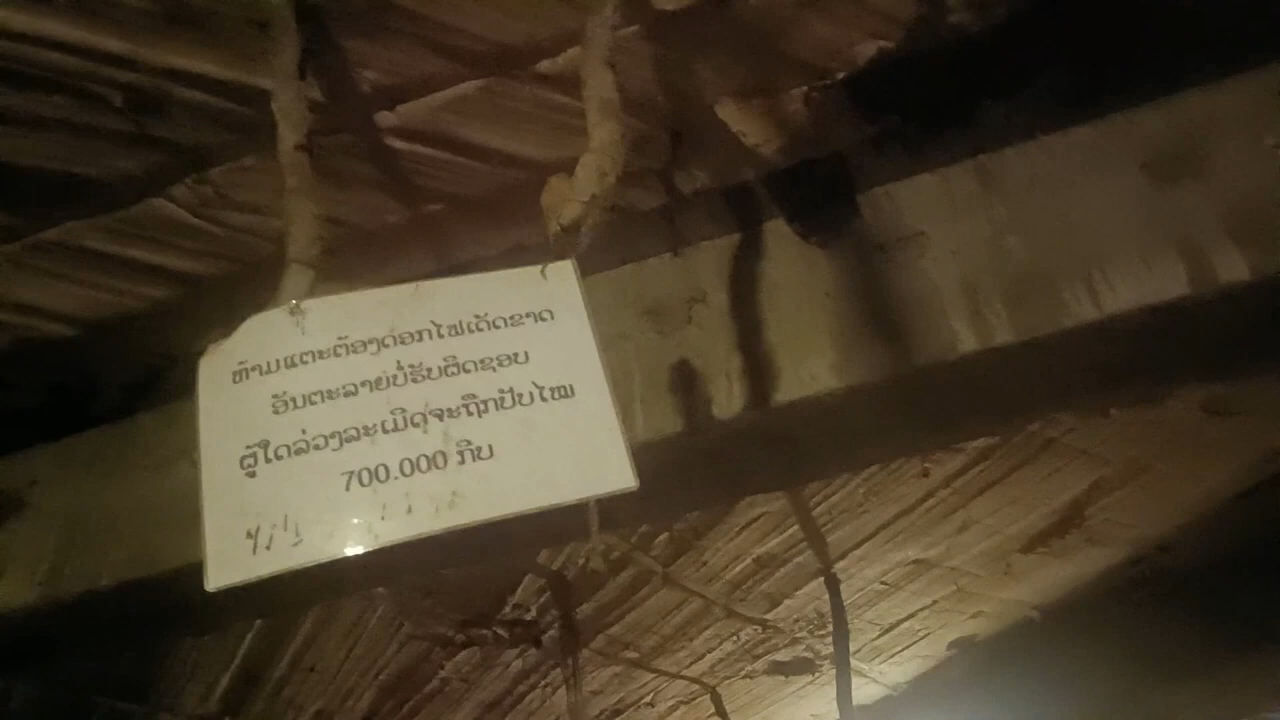 ຫ້າມແຕະຕ້ອງດອກໄຟເດັດຂາດ
ອັນຕະລາຍບໍ່ຮັບຜິດຊອບ
ຜູ້ໃດລ່ວງລະເມີດຈະຖືກປັບໄໝ
700.000 ກີບ